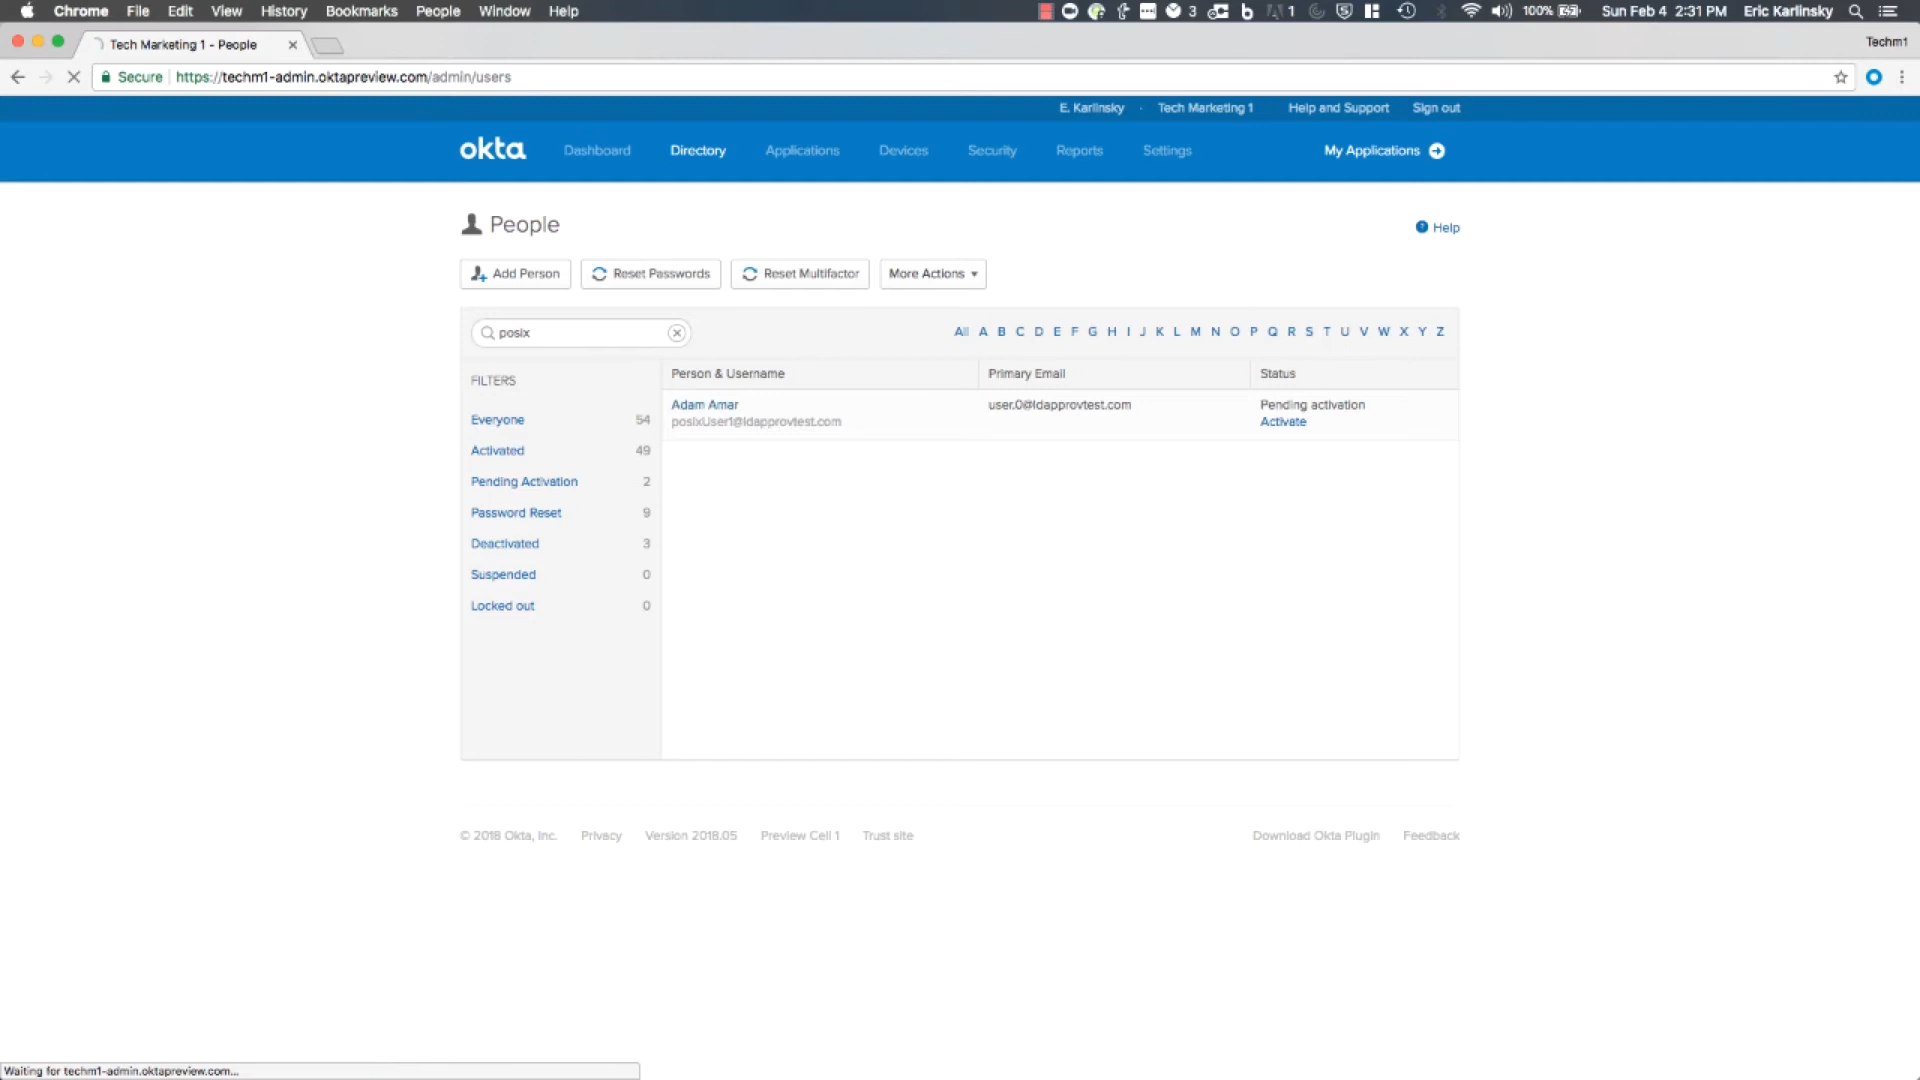 Chrome File Edit View History Bookmarks People Window Help 3 1 100% Sun Feb 4 2:31 PM Eric Karlinsky
Tech Marketing 1 - People Techm1
Secure https://techm1-admin.oktapreview.com/admin/users
E. Karlinsky · Tech Marketing 1 Help and Support Sign out
okta Dashboard Directory Applications Devices Security Reports Settings My Applications
People
Help
Add Person Reset Passwords Reset Multifactor More Actions
posix All A B C D E F G H I J K L M N O P Q R S T U V W X Y Z
FILTERS Person & Username Primary Email Status
Adam Amar user.0@ldapprovtest.com Pending activation
posixUser1@ldapprovtest.com Activate
Everyone 54
Activated 49
Pending Activation 2
Password Reset 9
Deactivated 3
Suspended 0
Locked out 0
© 2018 Okta, Inc. Privacy Version 2018.05 Preview Cell 1 Trust site Download Okta Plugin Feedback
Waiting for techm1-admin.oktapreview.com...